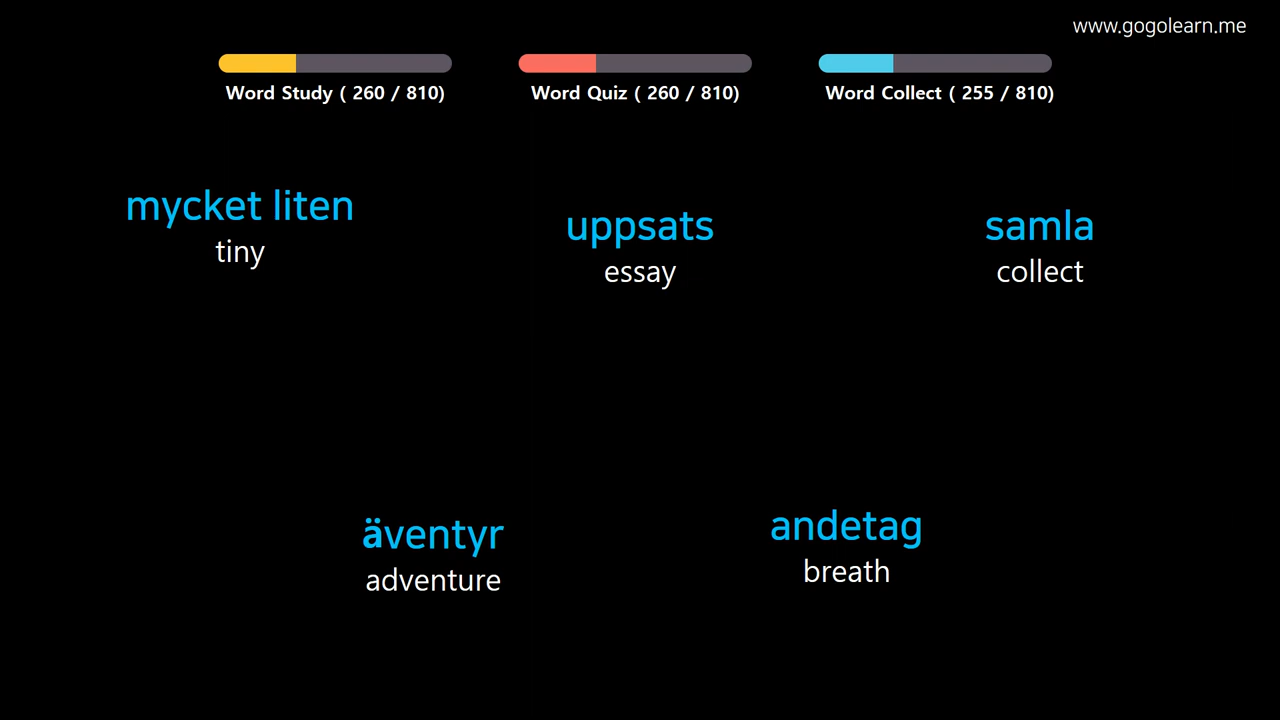 www.gogolearn.me
Word Study ( 260 / 810)
Word Quiz ( 260 / 810)
Word Collect ( 255 / 810)
mycket liten
tiny
uppsats
essay
samla
collect
äventyr
adventure
andetag
breath